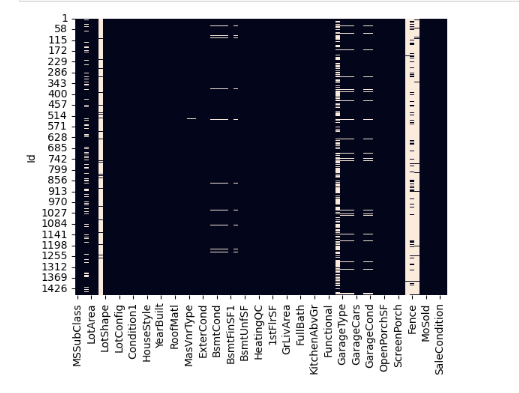 1
58
115
172
229
286
343
400
457
514
571
628
685
742
799
856
913
970
1027
1084
1141
1198
1255
1312
1369
1426
Id
MSSubClass
LotArea
LotShape
LotConfig
Condition1
HouseStyle
YearBuilt
RoofMatl
MasVnrType
ExterCond
BsmtCond
BsmtFinSF1
BsmtUnfSF
HeatingQC
1stFlrSF
GrLivArea
FullBath
KitchenAbvGr
Functional
GarageType
GarageCars
GarageCond
OpenPorchSF
ScreenPorch
Fence
MoSold
SaleCondition